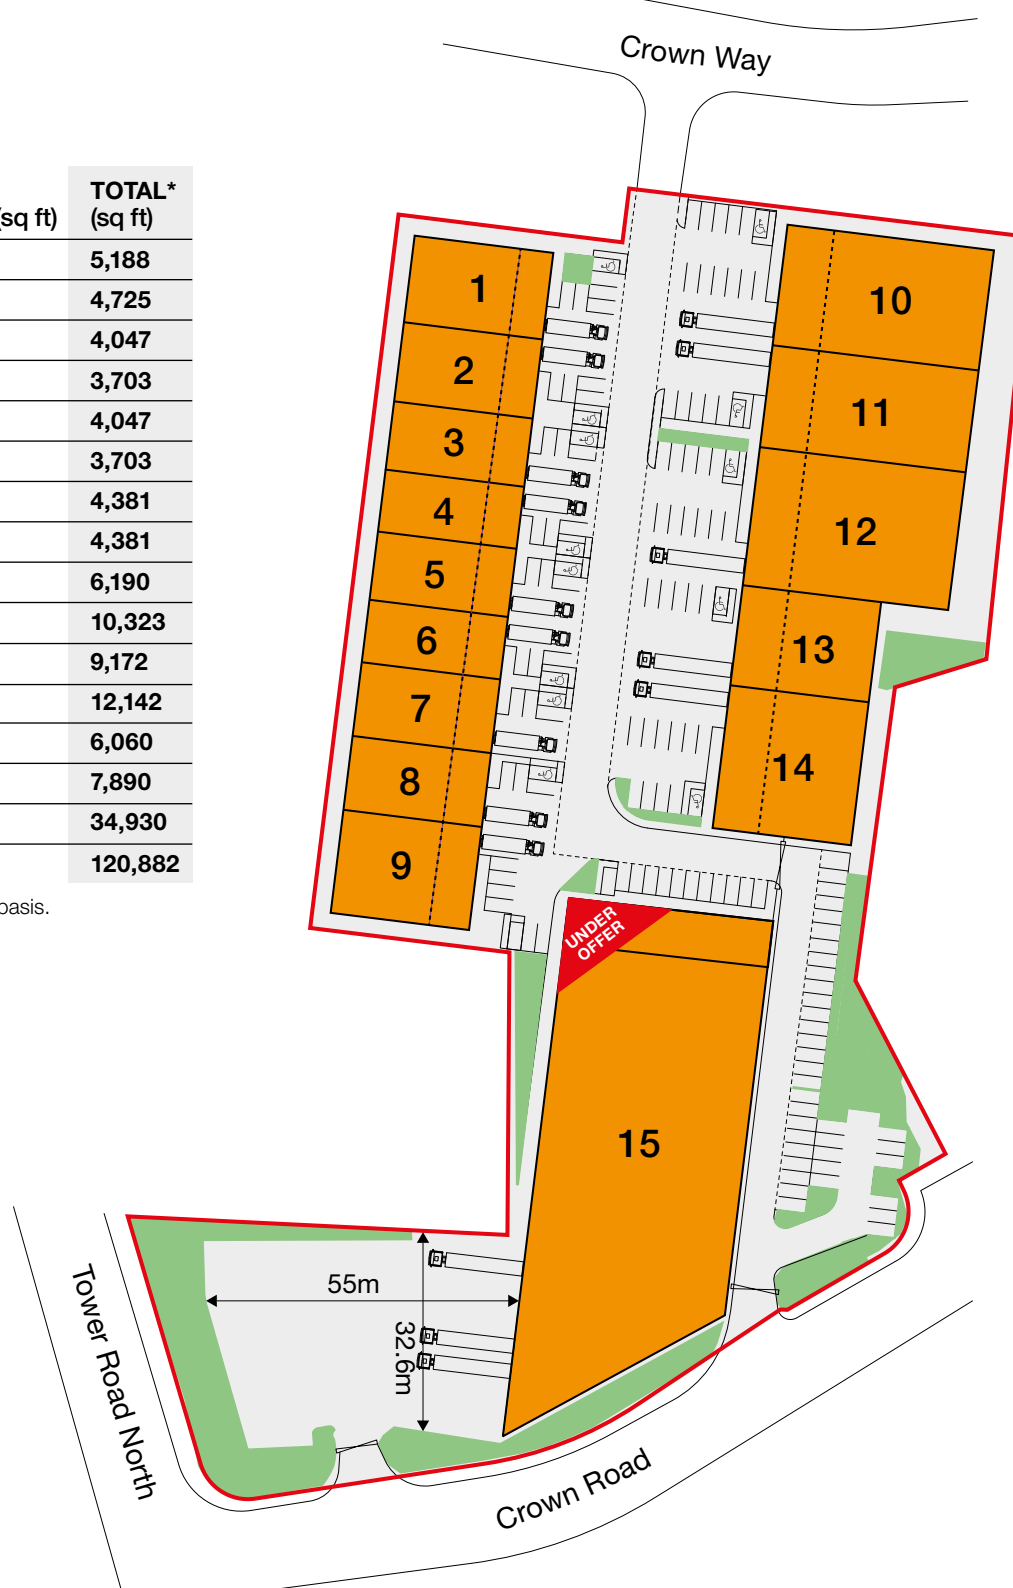 Crown Way
TOTAL*
(sq ft)
(sq ft)
5,188
4,725
4,047
3,703
4,047
3,703
4,381
4,381
6,190
10,323
9,172
12,142
6,060
7,890
34,930
120,882
basis.
1
2
3
4
5
6
7
8
9
10
11
12
13
14
UNDER
OFFER
15
55m
32.6m
Tower Road North
Crown Road